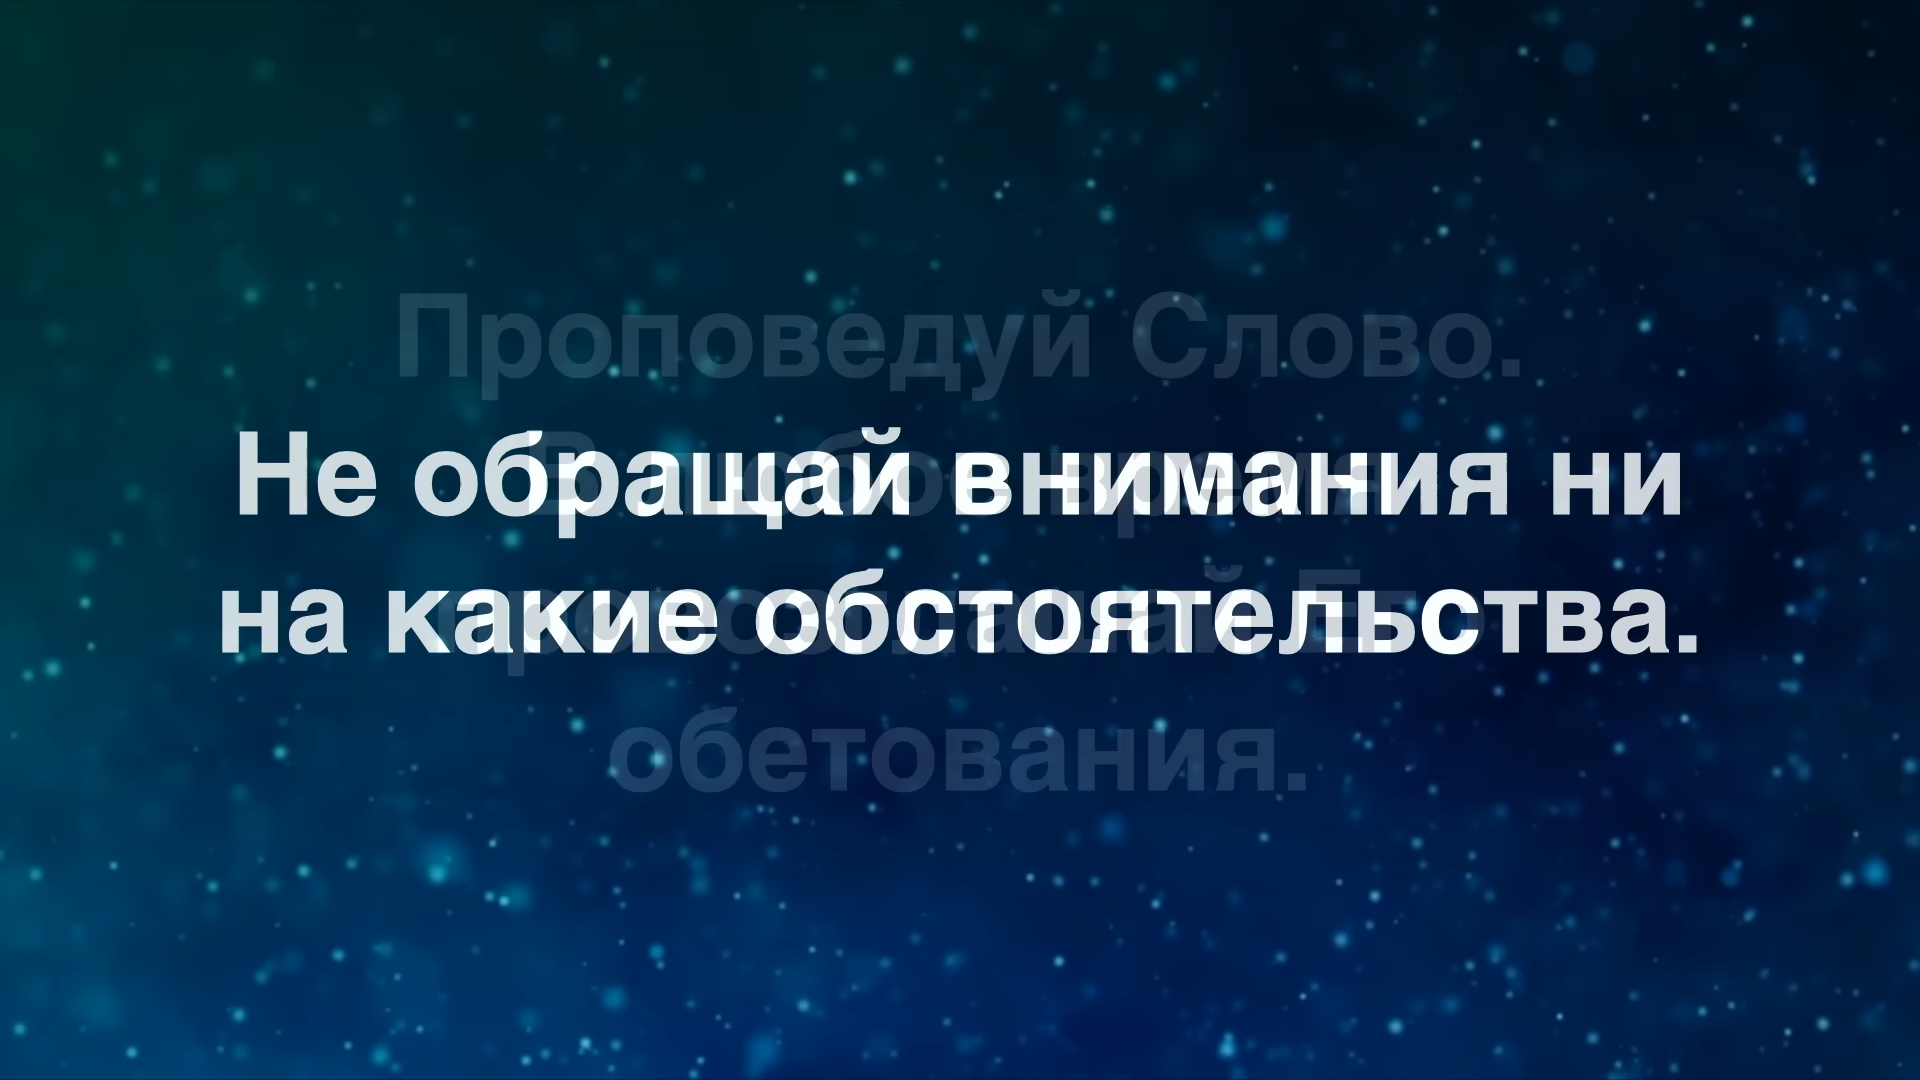 Проповедуй Слово.
Не обращай внимания ни
на какие обстоятельства.
обетования.